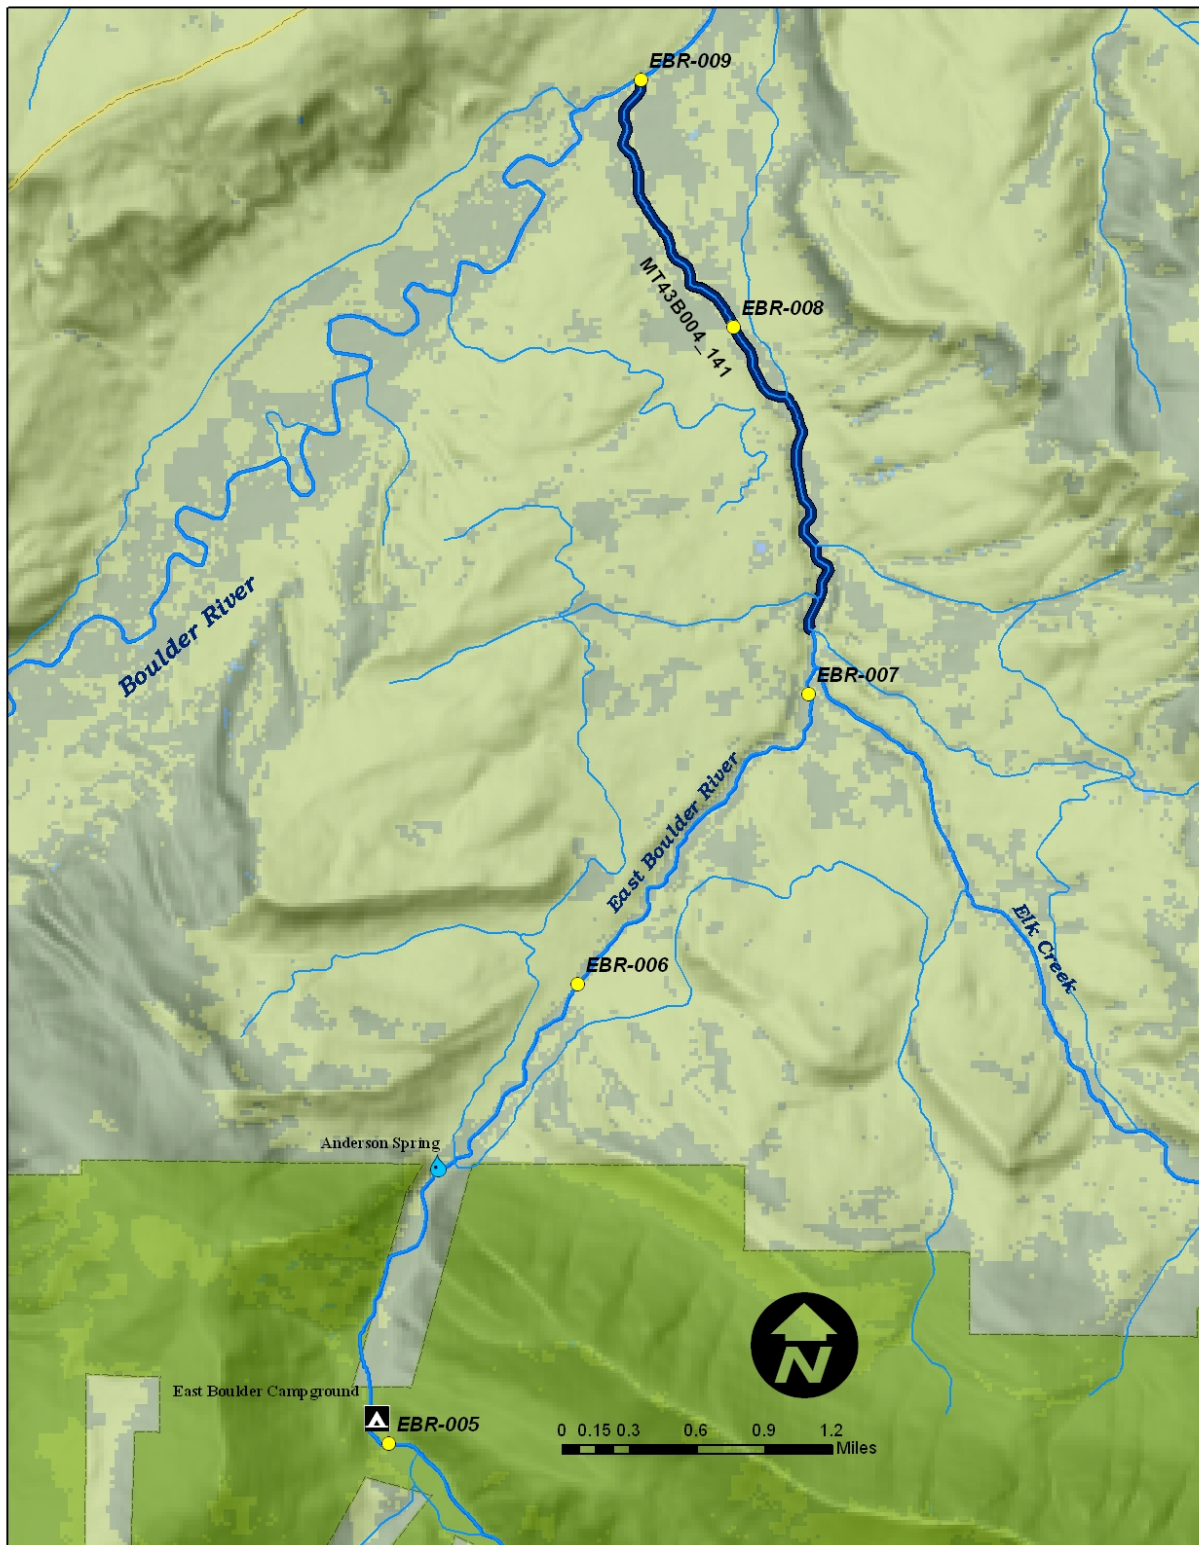 EBR-009
EBR-008
MT43B004_141
Boulder River
EBR-007
East Boulder River
Elk Creek
EBR-006
Anderson Spring
N
East Boulder Campground
EBR-005
0 0.15 0.3 0.6 0.9 1.2
Miles